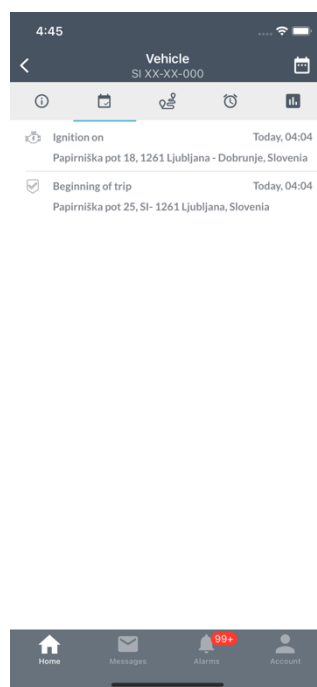 4:45
Vehicle
SI XX-XX-000
Ignition on Today, 04:04
Papirniška pot 18, 1261 Ljubljana - Dobrunje, Slovenia
Beginning of trip Today, 04:04
Papirniška pot 25, SI- 1261 Ljubljana, Slovenia
99+
Home Messages Alarms Account